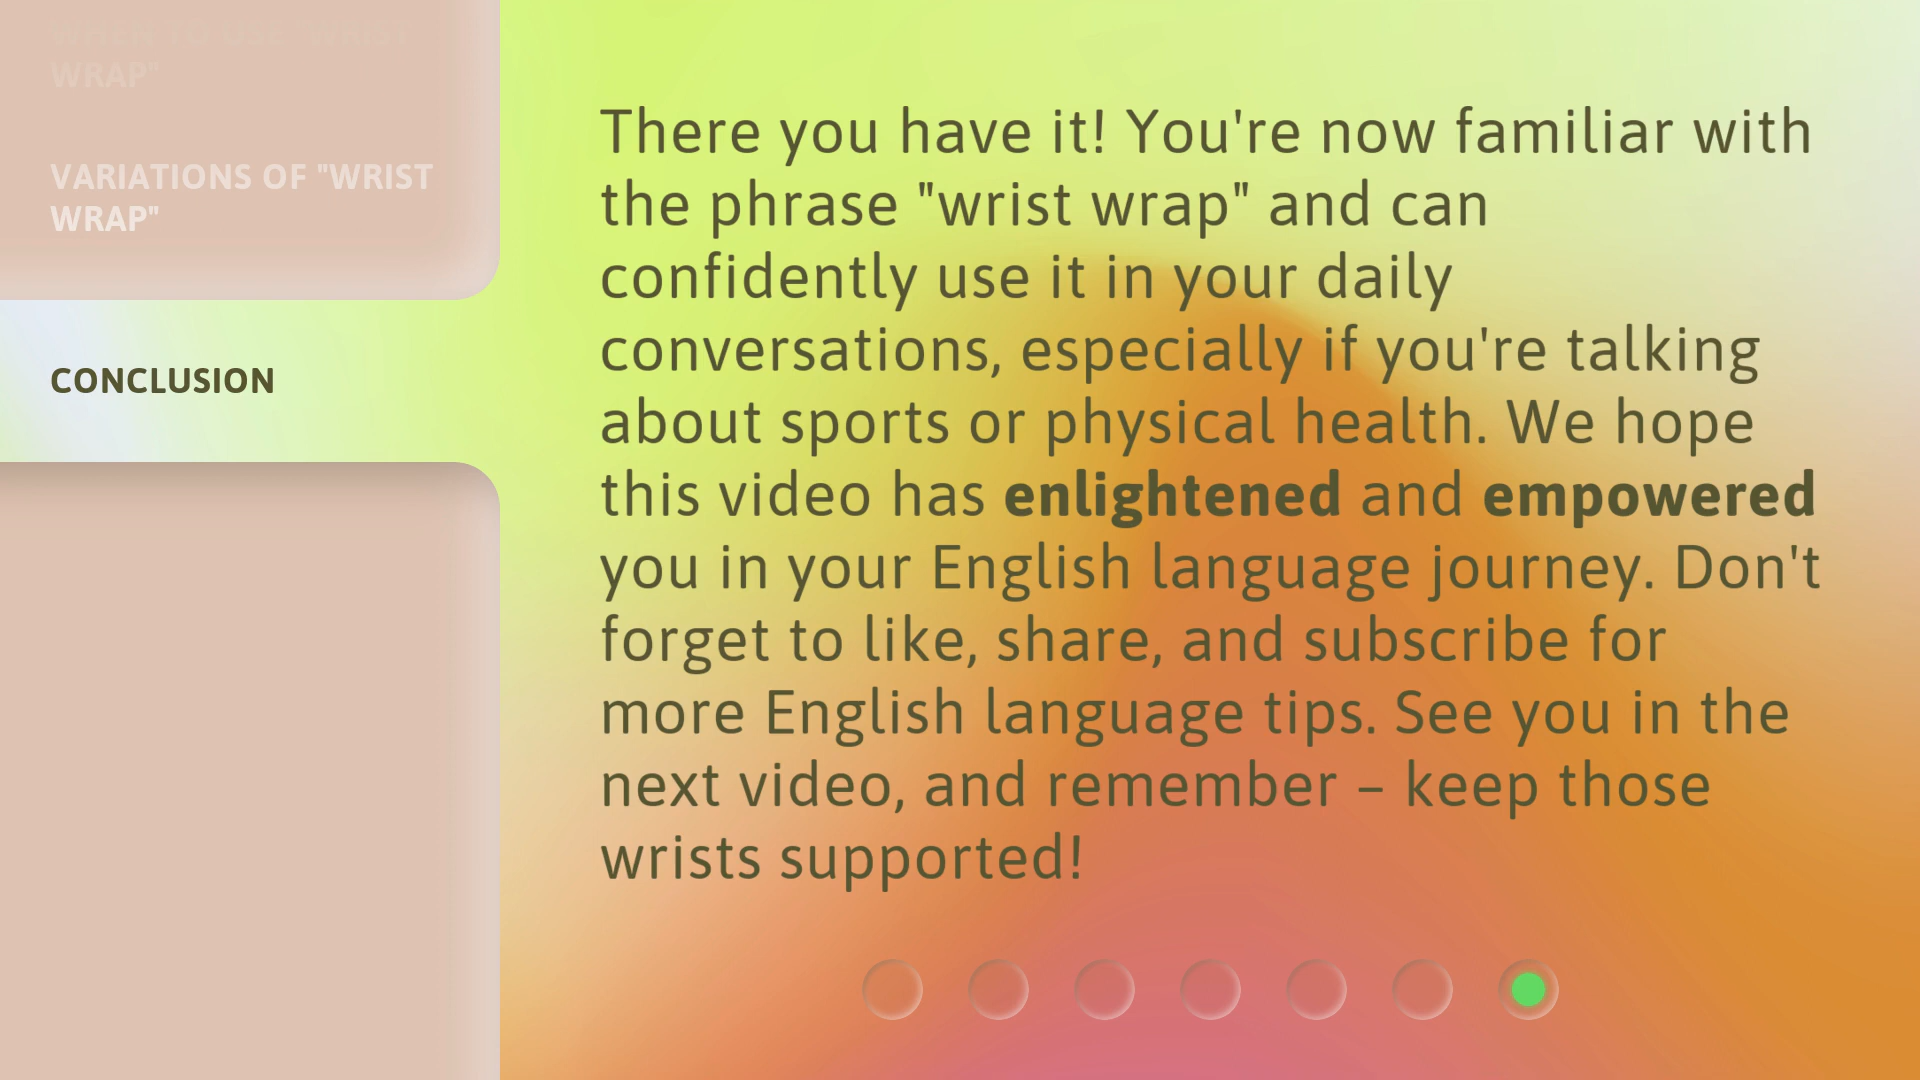 WHEN TO USE "WRIST
WRAP"
VARIATIONS OF "WRIST
WRAP"
CONCLUSION
There you have it! You're now familiar with
the phrase "wrist wrap" and can
confidently use it in your daily
conversations, especially if you're talking
about sports or physical health. We hope
this video has enlightened and empowered
you in your English language journey. Don't
forget to like, share, and subscribe for
more English language tips. See you in the
next video, and remember – keep those
wrists supported!